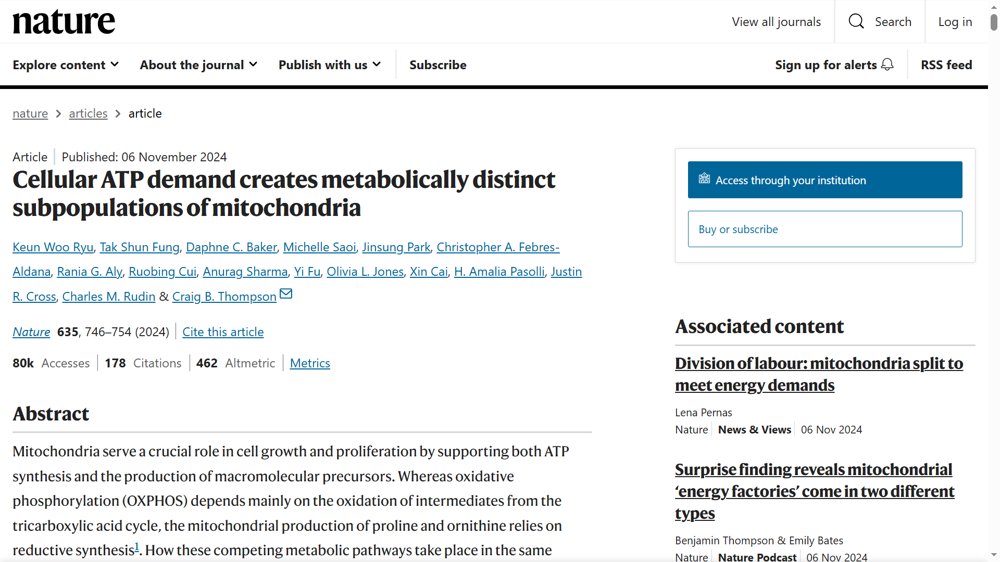 nature
View all journals
Search
Log in
Explore content
About the journal
Publish with us
Subscribe
Sign up for alerts
RSS feed
nature > articles > article
Article
Published: 06 November 2024
Cellular ATP demand creates metabolically distinct
subpopulations of mitochondria
Keun Woo Ryu, Tak Shun Fung, Daphne C. Baker, Michelle Saoi, Jinsung Park, Christopher A. Febres-
Aldana, Rania G. Aly, Ruobing Cui, Anurag Sharma, Yi Fu, Olivia L. Jones, Xin Cai, H. Amalia Pasolli, Justin
R. Cross, Charles M. Rudin & Craig B. Thompson
Nature 635, 746–754 (2024)
Cite this article
80k Accesses
178 Citations
462 Altmetric
Metrics
Abstract
Mitochondria serve a crucial role in cell growth and proliferation by supporting both ATP
synthesis and the production of macromolecular precursors. Whereas oxidative
phosphorylation (OXPHOS) depends mainly on the oxidation of intermediates from the
tricarboxylic acid cycle, the mitochondrial production of proline and ornithine relies on
reductive synthesis1. How these competing metabolic pathways take place in the same
Access through your institution
Buy or subscribe
Associated content
Division of labour: mitochondria split to
meet energy demands
Lena Pernas
Nature
News & Views
06 Nov 2024
Surprise finding reveals mitochondrial
‘energy factories’ come in two different
types
Benjamin Thompson & Emily Bates
Nature
Nature Podcast
06 Nov 2024